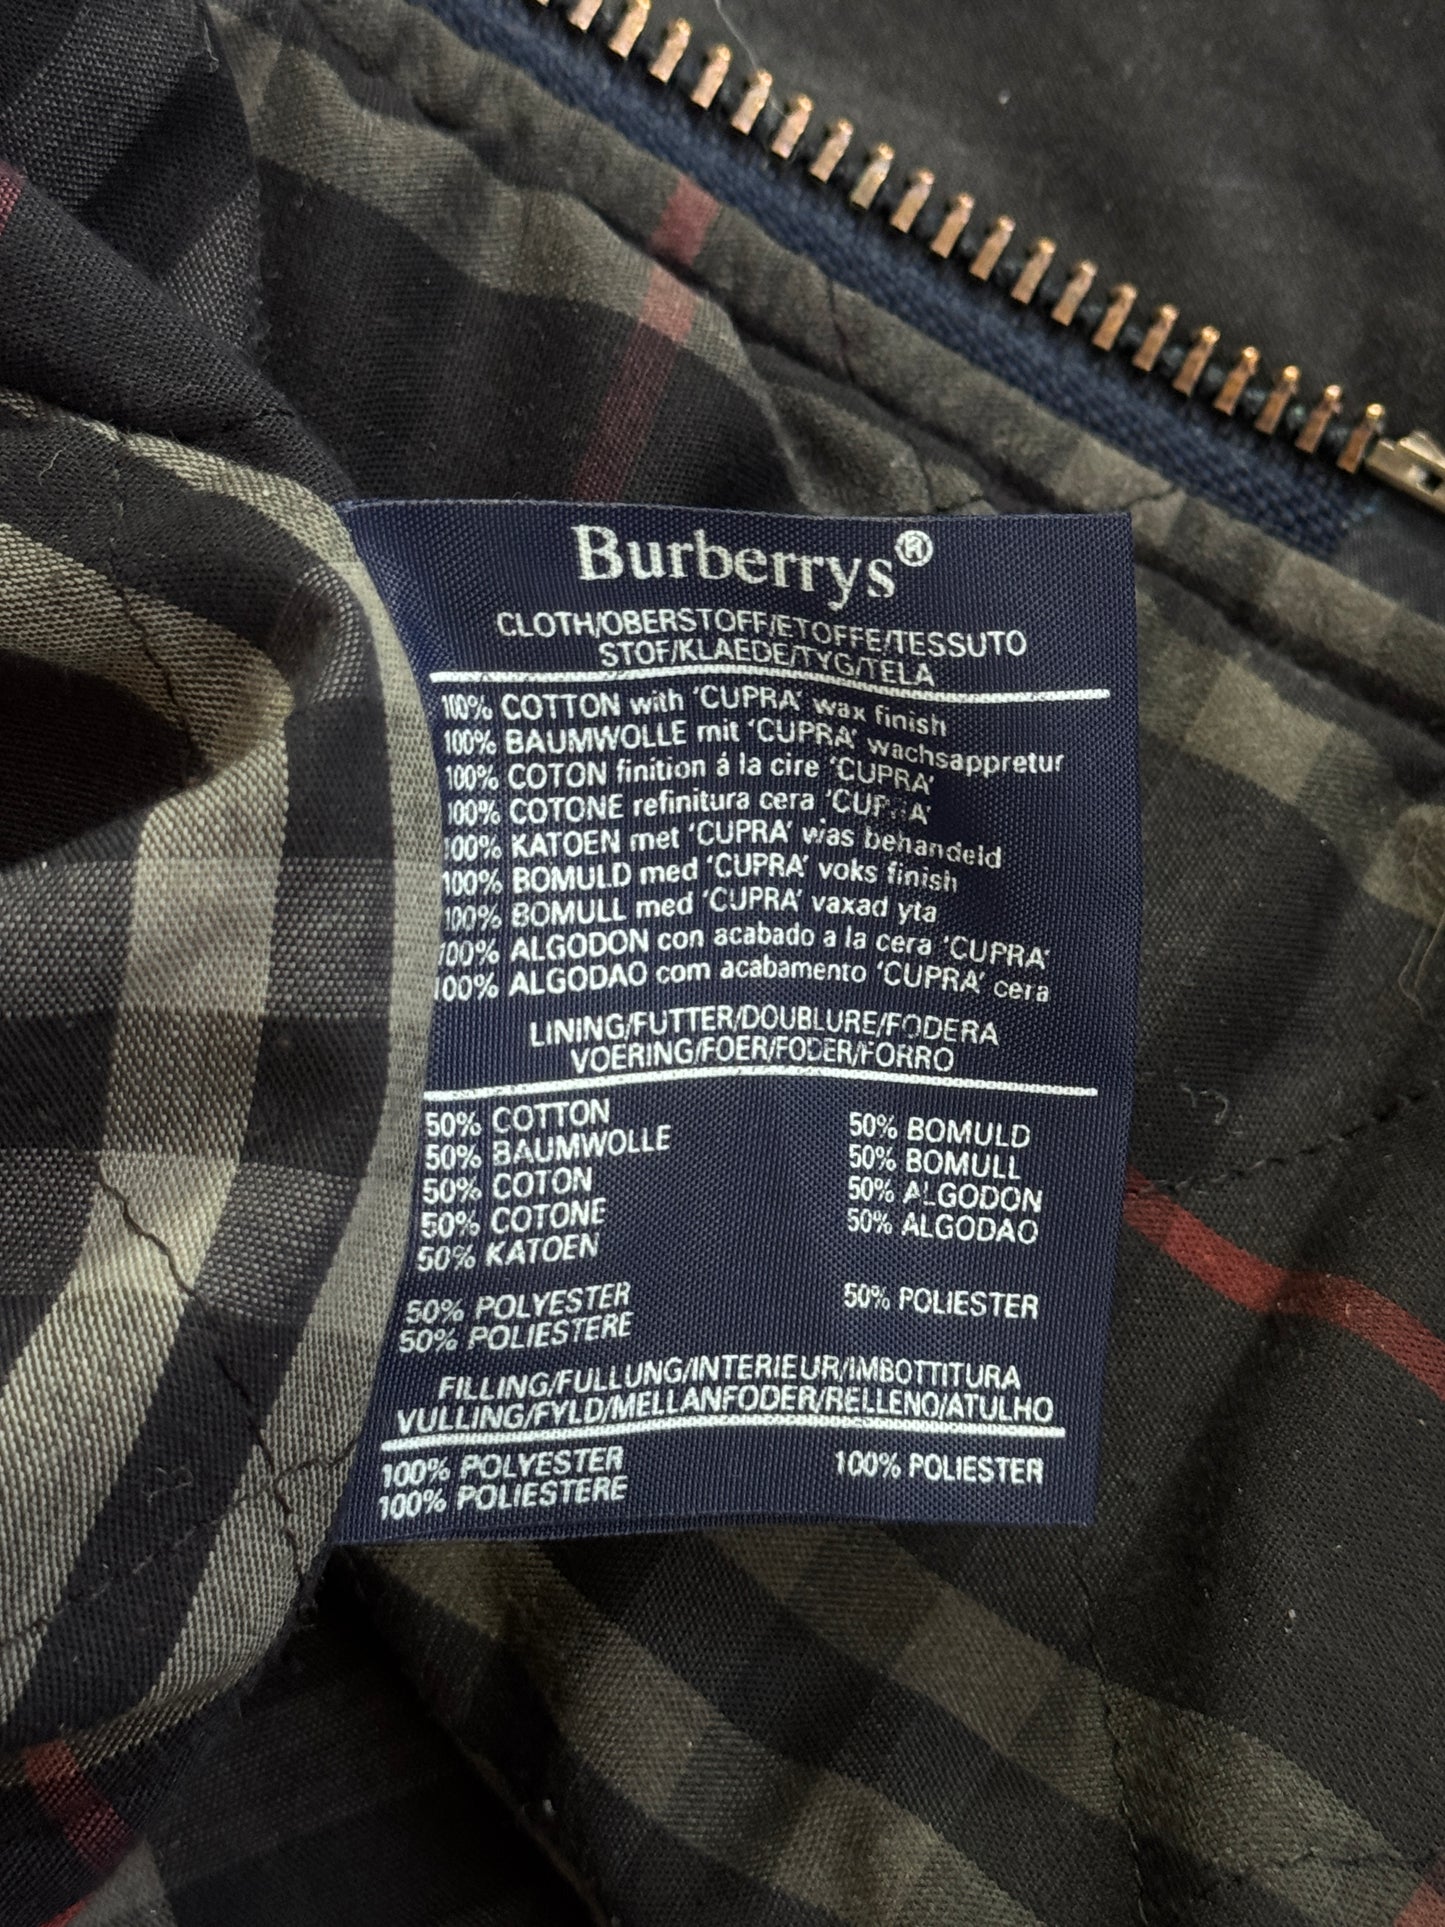 Burberrys®
CLOTH/OBERSTOFF/ETOFFE/TESSUTO
STOF/KLAEDE/TYG/TELA
100% COTTON with 'CUPRA' wax finish
100% BAUMWOLLE mit 'CUPRA' wachsappretur
100% COTON finition á la cire 'CUPRA'
100% COTONE refinitura cera 'CUPRA'
100% KATOEN met 'CUPRA' was behandeld
100% BOMULD med 'CUPRA' voks finish
100% BOMULL med 'CUPRA' vaxad yta
100% ALGODON con acabado a la cera 'CUPRA'
100% ALGODAO com acabamento 'CUPRA' cera
LINING/FUTTER/DOUBLURE/FODERA
VOERING/FOER/FODER/FORRO
50% COTTON
50% BAUMWOLLE
50% COTON
50% COTONE
50% KATOEN
50% BOMULD
50% BOMULL
50% ALGODON
50% ALGODAO
50% POLYESTER
50% POLIESTERE
50% POLIESTER
FILLING/FULLUNG/INTERIEUR/IMBOTTITURA
VULLING/FYLD/MELLANFODER/RELLENO/ATULHO
100% POLYESTER
100% POLIESTERE
100% POLIESTER